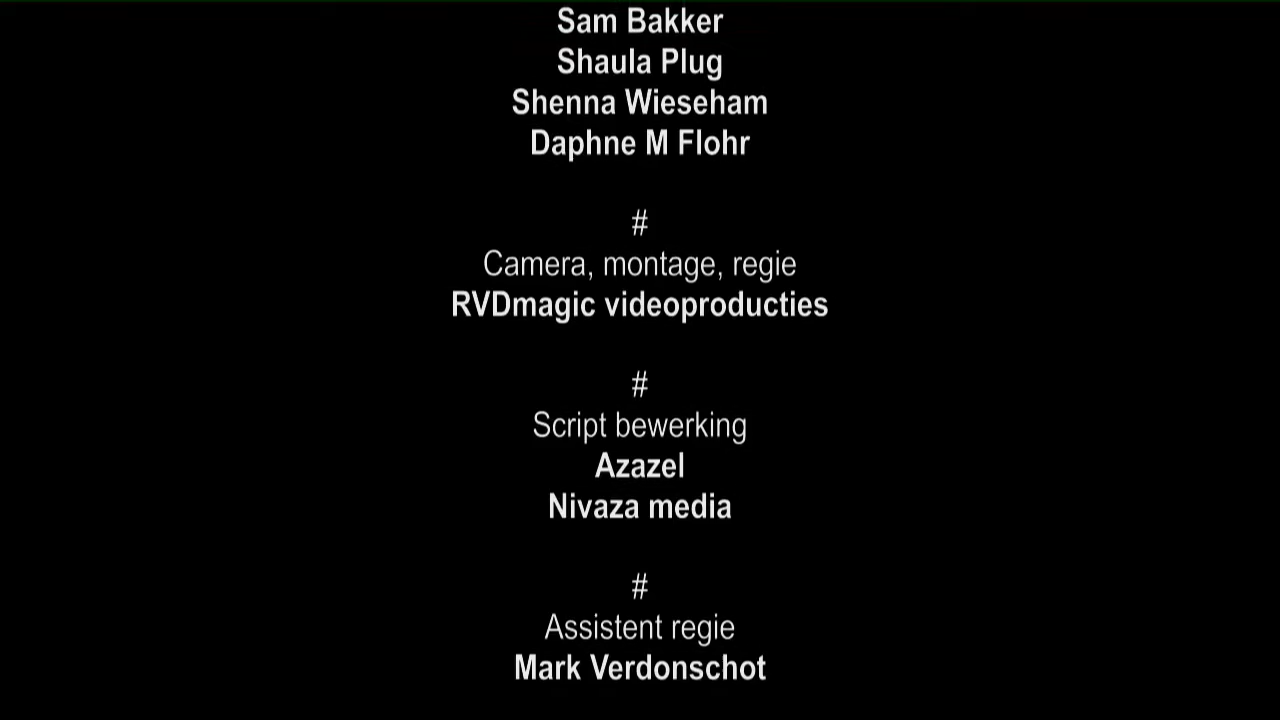 Sam Bakker
Shaula Plug
Shenna Wieseham
Daphne M Flohr
#
Camera, montage, regie
RVDmagic videoproducties
#
Script bewerking
Azazel
Nivaza media
#
Assistent regie
Mark Verdonschot